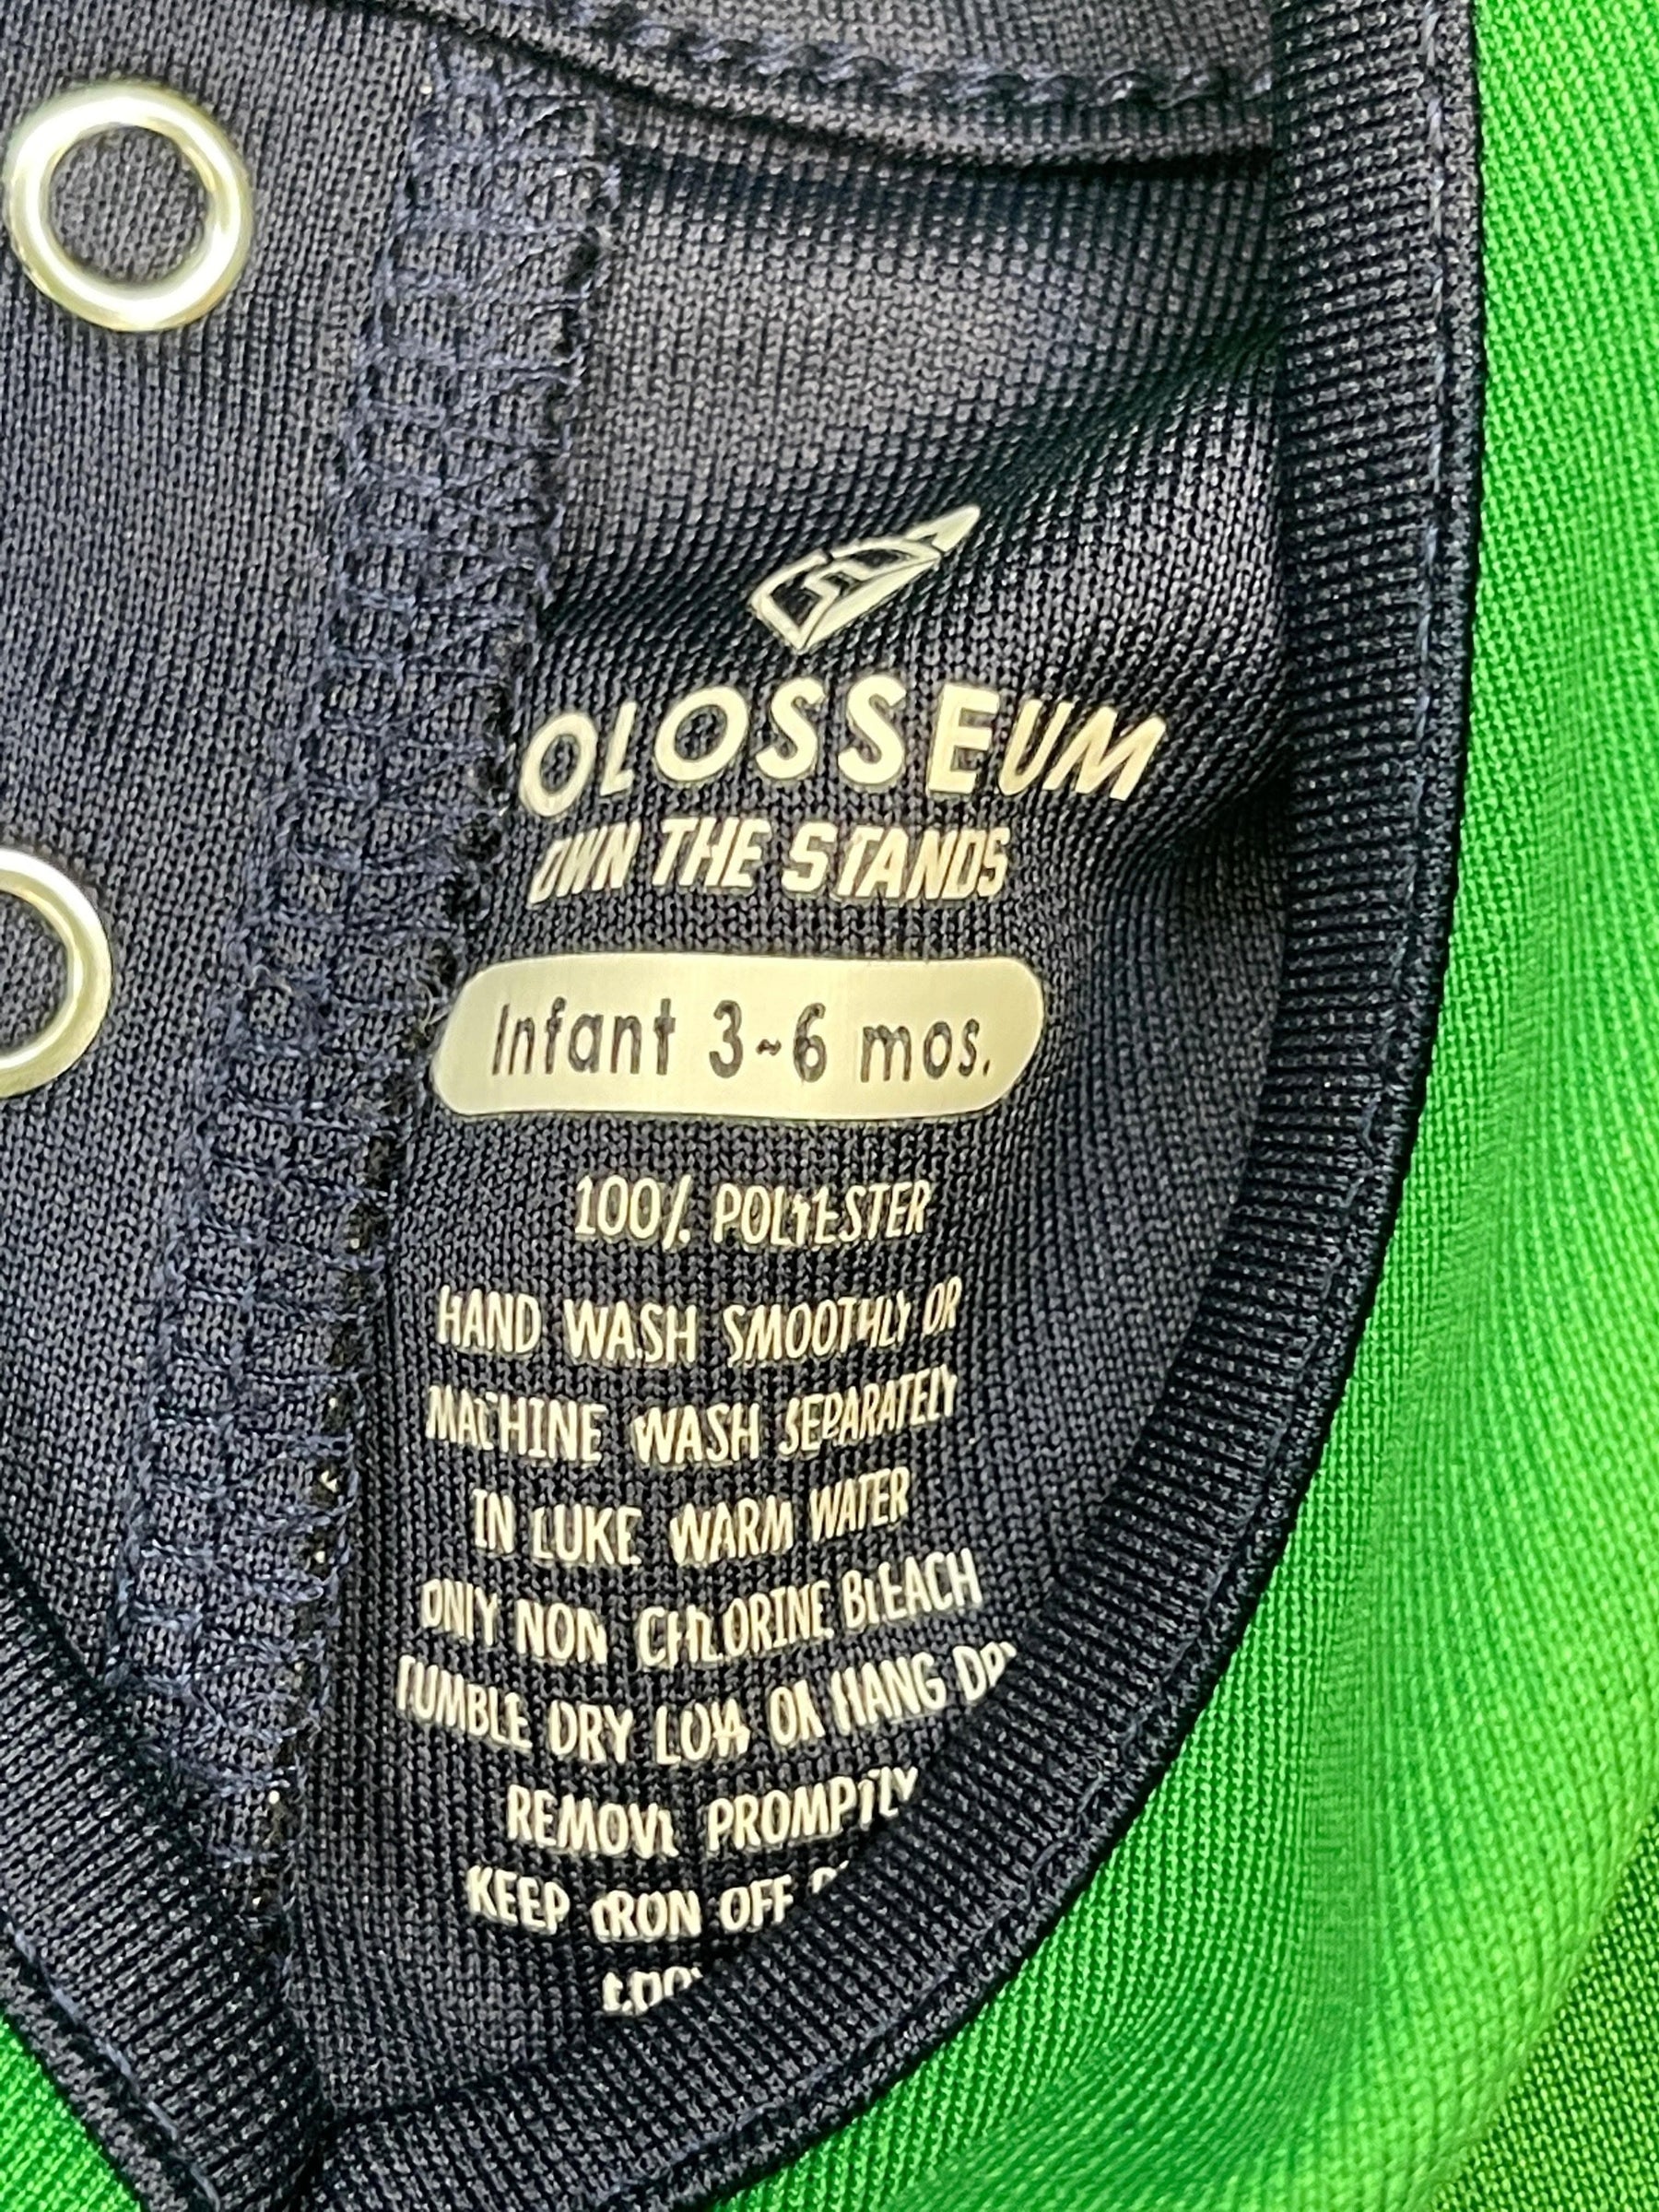 OLOSSEUM
OWN THE STANDS
Infant 3~6 mos.
100% POLYESTER
HAND WASH SMOOTHLY OR
MACHINE WASH SEPARATELY
IN LUKE WARM WATER
ONLY NON CHLORINE BLEACH
TUMBLE DRY LOW OR HANG DRY
REMOVE PROMPTLY
KEEP IRON OFF